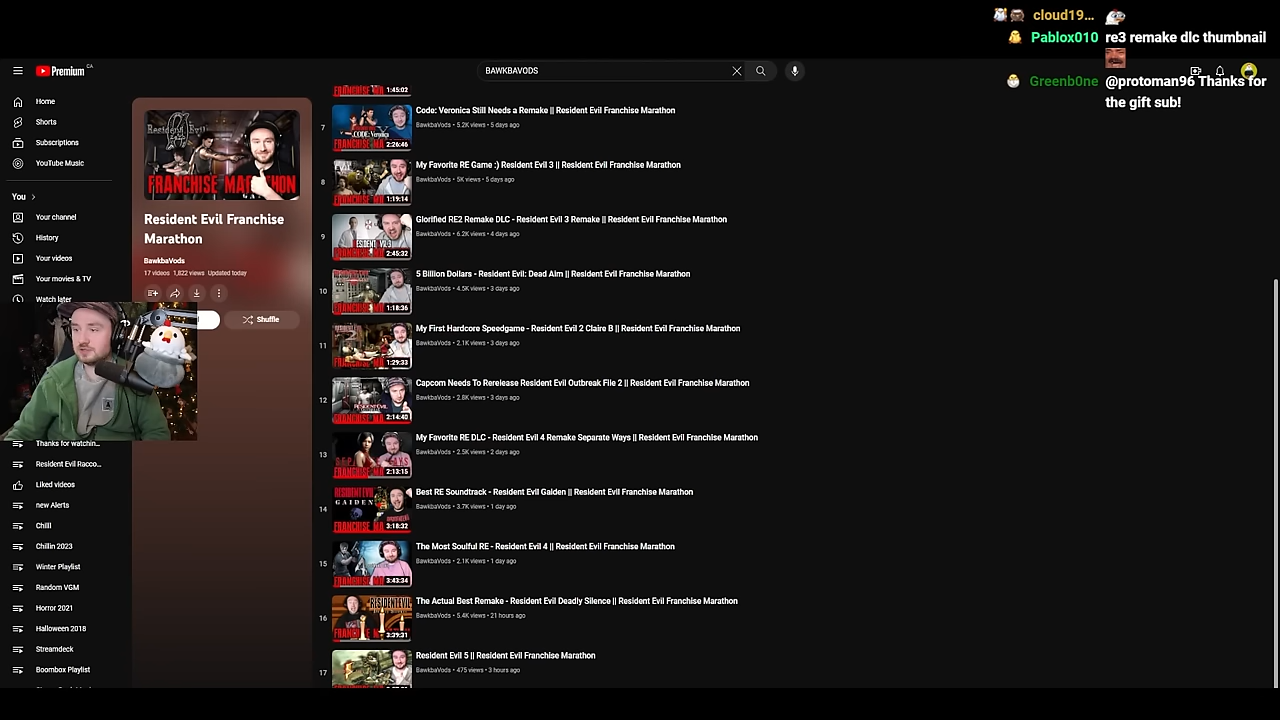 cloud19...
Pablox010 re3 remake dlc thumbnail
Greenb0ne @protoman96 Thanks for
the gift sub!
Premium CA
BAWKBAVODS
Home
Shorts
Subscriptions
YouTube Music
You
Your channel
History
Your videos
Your movies & TV
Watch later
Thanks for watchin...
Resident Evil Racco...
Liked videos
new Alerts
Chilll
Chillin 2023
Winter Playlist
Random VGM
Horror 2021
Halloween 2018
Streamdeck
Boombox Playlist
Resident Evil
FRANCHISE MARATHON
Resident Evil Franchise
Marathon
BawkbaVods
17 videos 1,822 views Updated today
Shuffle
1:45:02
7
2:26:46
Code: Veronica Still Needs a Remake || Resident Evil Franchise Marathon
BawkbaVods • 5.2K views • 5 days ago
8
1:19:14
My Favorite RE Game :) Resident Evil 3 || Resident Evil Franchise Marathon
BawkbaVods • 5K views • 5 days ago
9
2:45:32
Glorified RE2 Remake DLC - Resident Evil 3 Remake || Resident Evil Franchise Marathon
BawkbaVods • 6.2K views • 4 days ago
10
1:18:36
5 Billion Dollars - Resident Evil: Dead Aim || Resident Evil Franchise Marathon
BawkbaVods • 4.5K views • 3 days ago
11
1:29:33
My First Hardcore Speedgame - Resident Evil 2 Claire B || Resident Evil Franchise Marathon
BawkbaVods • 2.1K views • 3 days ago
12
2:14:40
Capcom Needs To Rerelease Resident Evil Outbreak File 2 || Resident Evil Franchise Marathon
BawkbaVods • 2.8K views • 3 days ago
13
2:13:15
My Favorite RE DLC - Resident Evil 4 Remake Separate Ways || Resident Evil Franchise Marathon
BawkbaVods • 2.5K views • 2 days ago
14
RESIDENT EVIL
GAIDEN
3:18:32
Best RE Soundtrack - Resident Evil Gaiden || Resident Evil Franchise Marathon
BawkbaVods • 3.7K views • 1 day ago
15
3:43:34
The Most Soulful RE - Resident Evil 4 || Resident Evil Franchise Marathon
BawkbaVods • 2.1K views • 1 day ago
16
RESIDENT EVIL
3:39:31
The Actual Best Remake - Resident Evil Deadly Silence || Resident Evil Franchise Marathon
BawkbaVods • 5.4K views • 21 hours ago
17
Resident Evil 5 || Resident Evil Franchise Marathon
BawkbaVods • 475 views • 3 hours ago